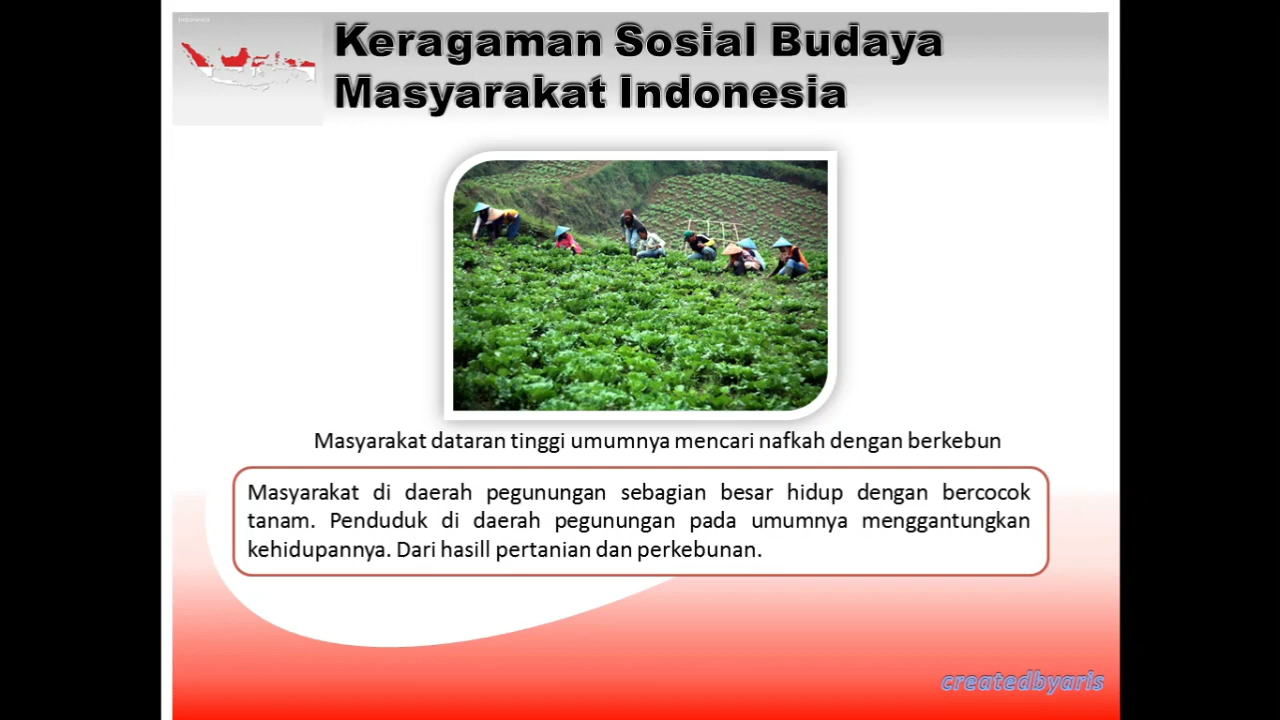 Indonesia
Keragaman Sosial Budaya
Masyarakat Indonesia
Masyarakat dataran tinggi umumnya mencari nafkah dengan berkebun
Masyarakat di daerah pegunungan sebagian besar hidup dengan bercocok
tanam. Penduduk di daerah pegunungan pada umumnya menggantungkan
kehidupannya. Dari hasill pertanian dan perkebunan.
createdbyaris